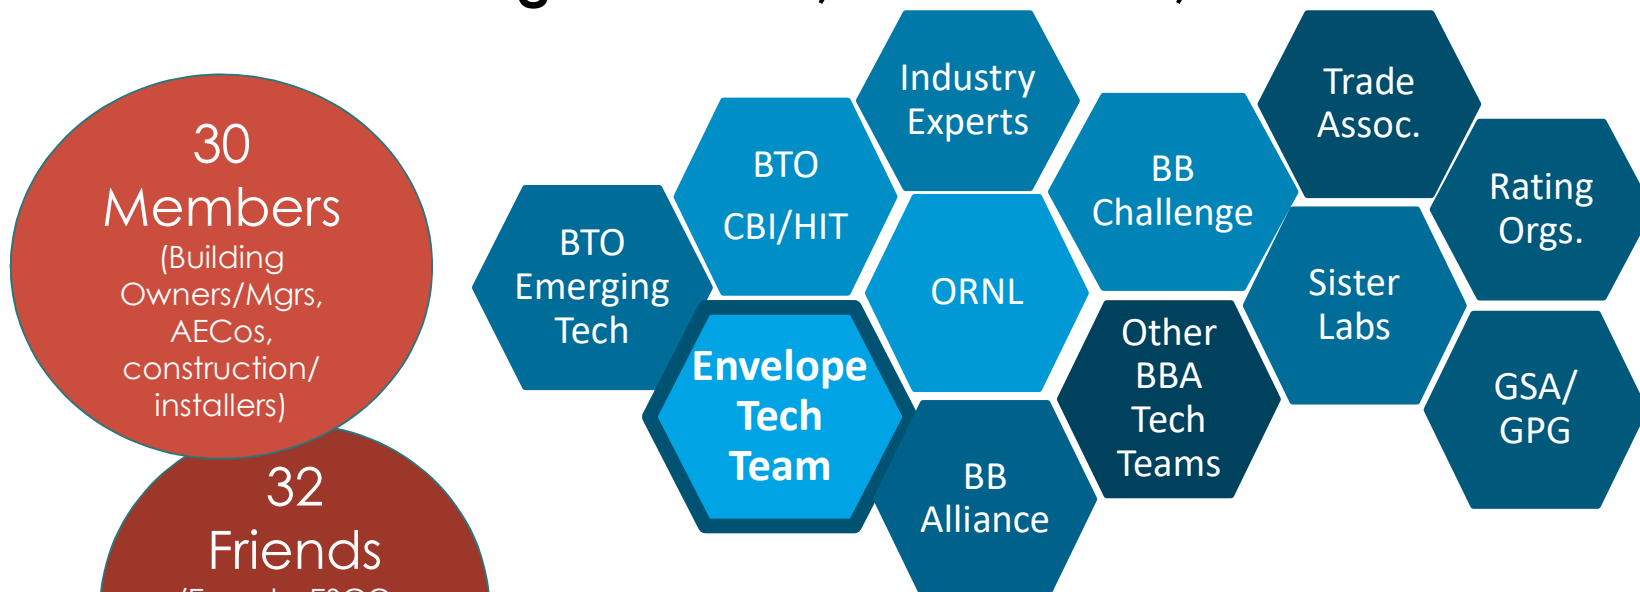 30
Members
(Building
Owners/Mgrs,
AECos,
construction/
installers)
32
Friends
BTO
Emerging
Tech
BTO
CBI/HIT
Industry
Experts
Envelope
Tech
Team
ORNL
BB
Challenge
BB
Alliance
Other
BBA
Tech
Teams
Trade
Assoc.
Sister
Labs
Rating
Orgs.
GSA/
GPG